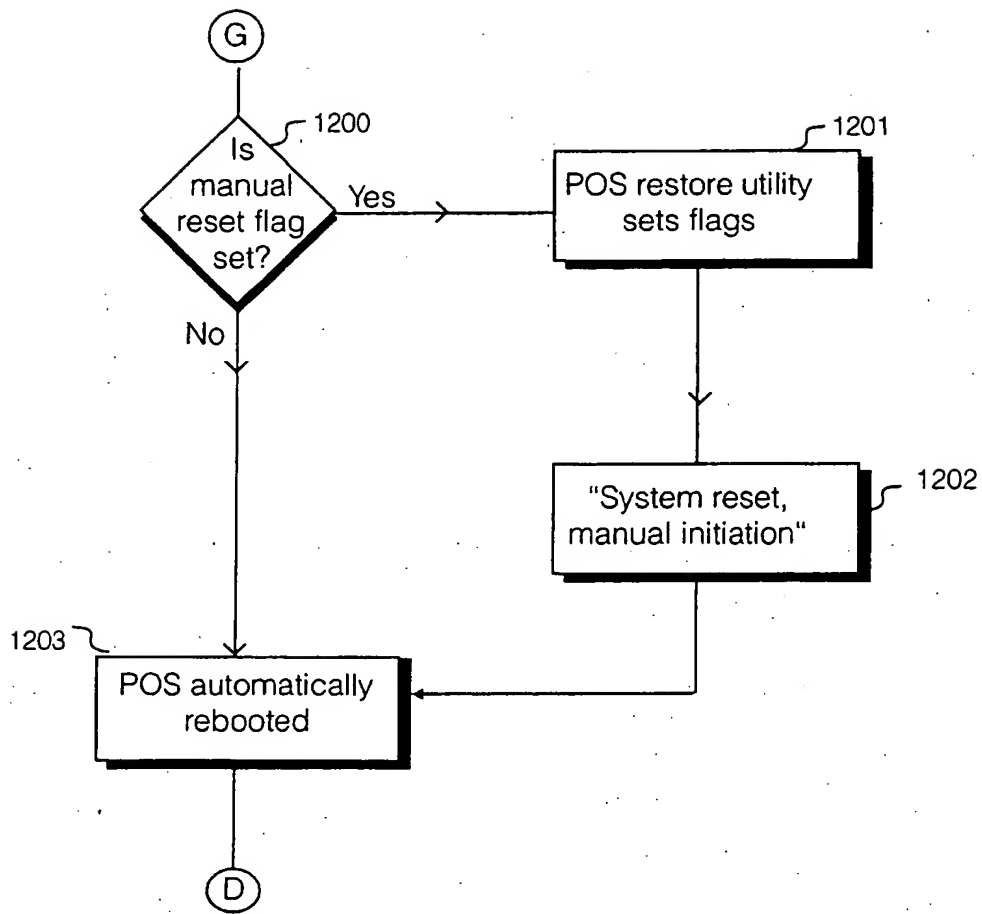 G
1200
Is
manual
reset flag
set?
Yes
No
1201
POS restore utility
sets flags
1202
"System reset,
manual initiation"
1203
POS automatically
rebooted
D